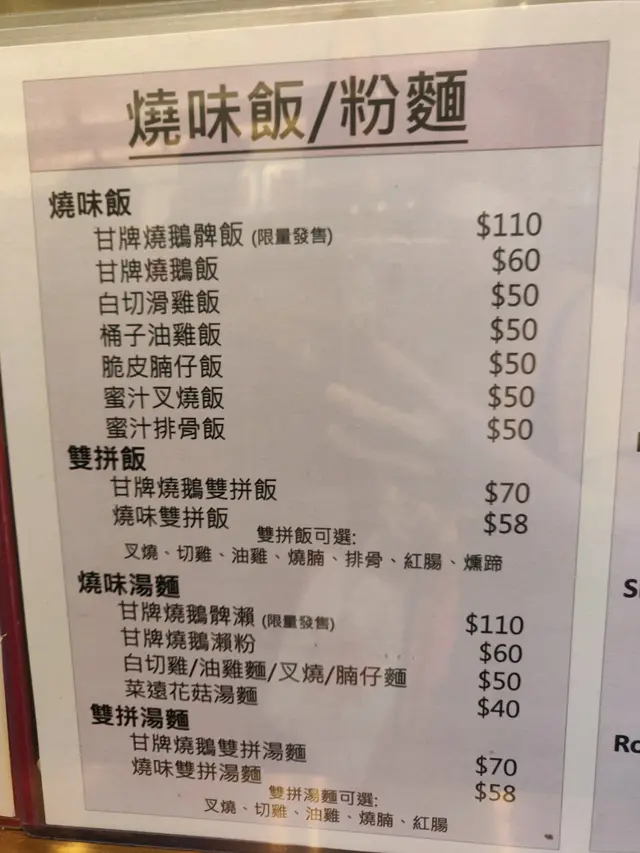 燒味飯/粉麵
燒味飯
甘牌燒鵝髀飯 (限量發售) $110
甘牌燒鵝飯 $60
白切滑雞飯 $50
桶子油雞飯 $50
脆皮腩仔飯 $50
蜜汁叉燒飯 $50
蜜汁排骨飯 $50
雙拼飯
甘牌燒鵝雙拼飯 $70
燒味雙拼飯 $58
雙拼飯可選:
叉燒、切雞、油雞、燒腩、排骨、紅腸、燻蹄
燒味湯麵
甘牌燒鵝髀瀨 (限量發售) $110
甘牌燒鵝瀨粉 $60
白切雞/油雞麵/叉燒/腩仔麵 $50
菜遠花菇湯麵 $40
雙拼湯麵
甘牌燒鵝雙拼湯麵 $70
燒味雙拼湯麵 $58
雙拼湯麵可選:
叉燒、切雞、油雞、燒腩、紅腸